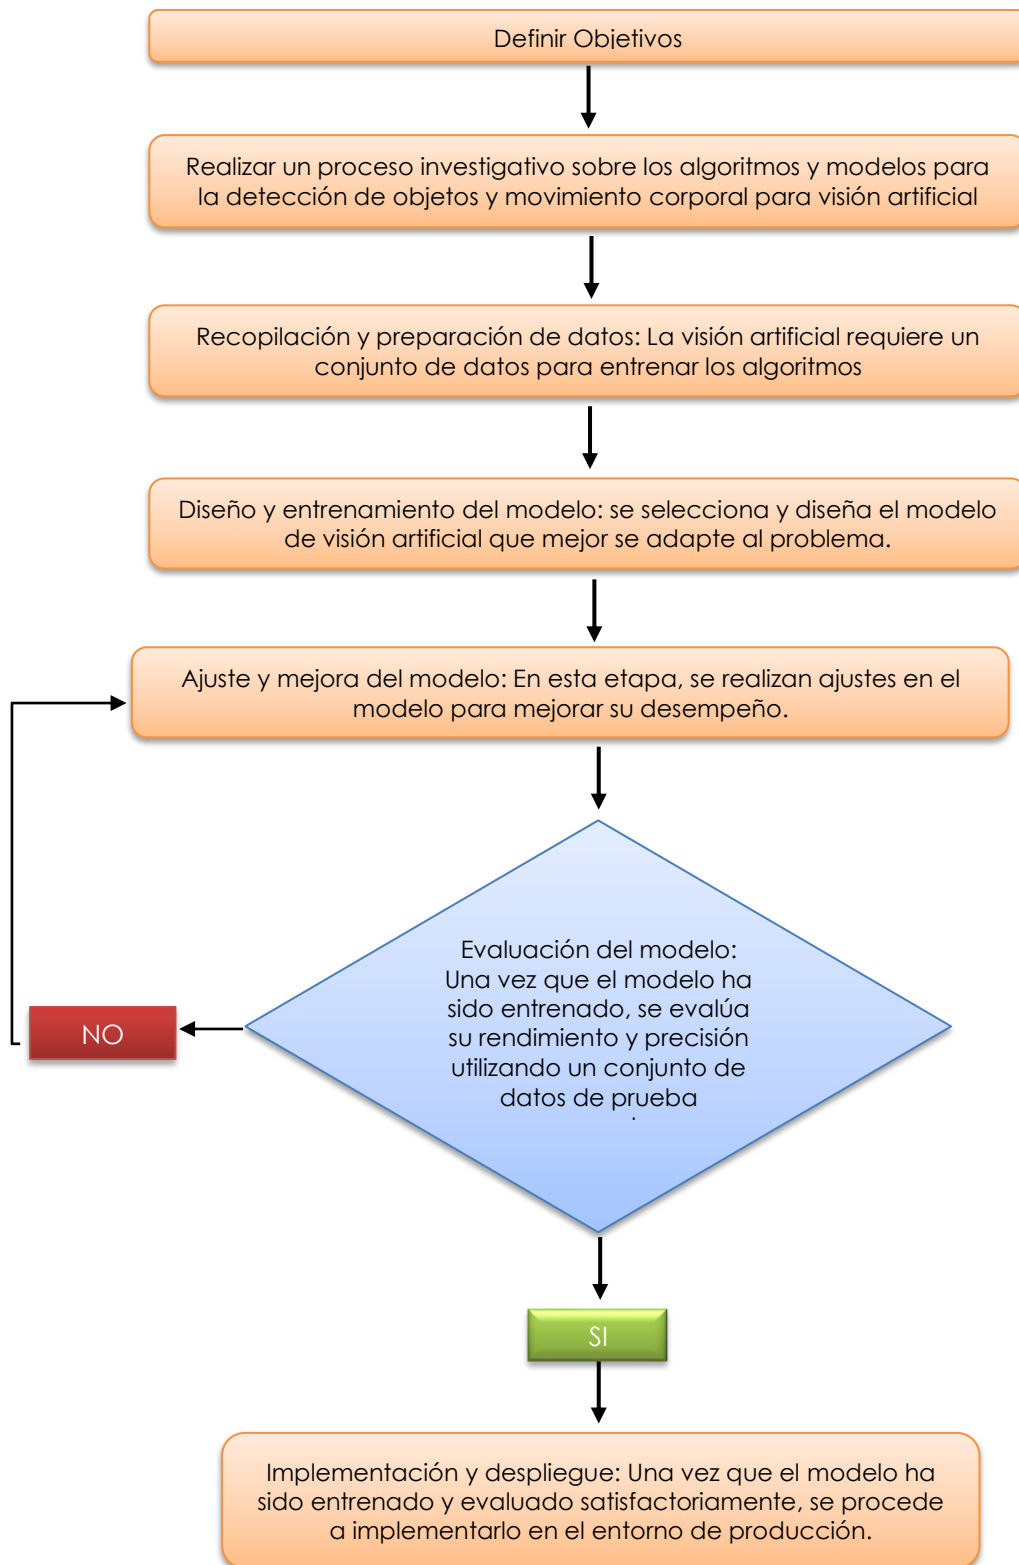 Definir Objetivos
Realizar un proceso investigativo sobre los algoritmos y modelos para
la detección de objetos y movimiento corporal para visión artificial
Recopilación y preparación de datos: La visión artificial requiere un
conjunto de datos para entrenar los algoritmos
Diseño y entrenamiento del modelo: se selecciona y diseña el modelo
de visión artificial que mejor se adapte al problema.
Ajuste y mejora del modelo: En esta etapa, se realizan ajustes en el
modelo para mejorar su desempeño.
Evaluación del modelo:
Una vez que el modelo ha
sido entrenado, se evalúa
su rendimiento y precisión
utilizando un conjunto de
datos de prueba
.
NO
SI
Implementación y despliegue: Una vez que el modelo ha
sido entrenado y evaluado satisfactoriamente, se procede
a implementarlo en el entorno de producción.